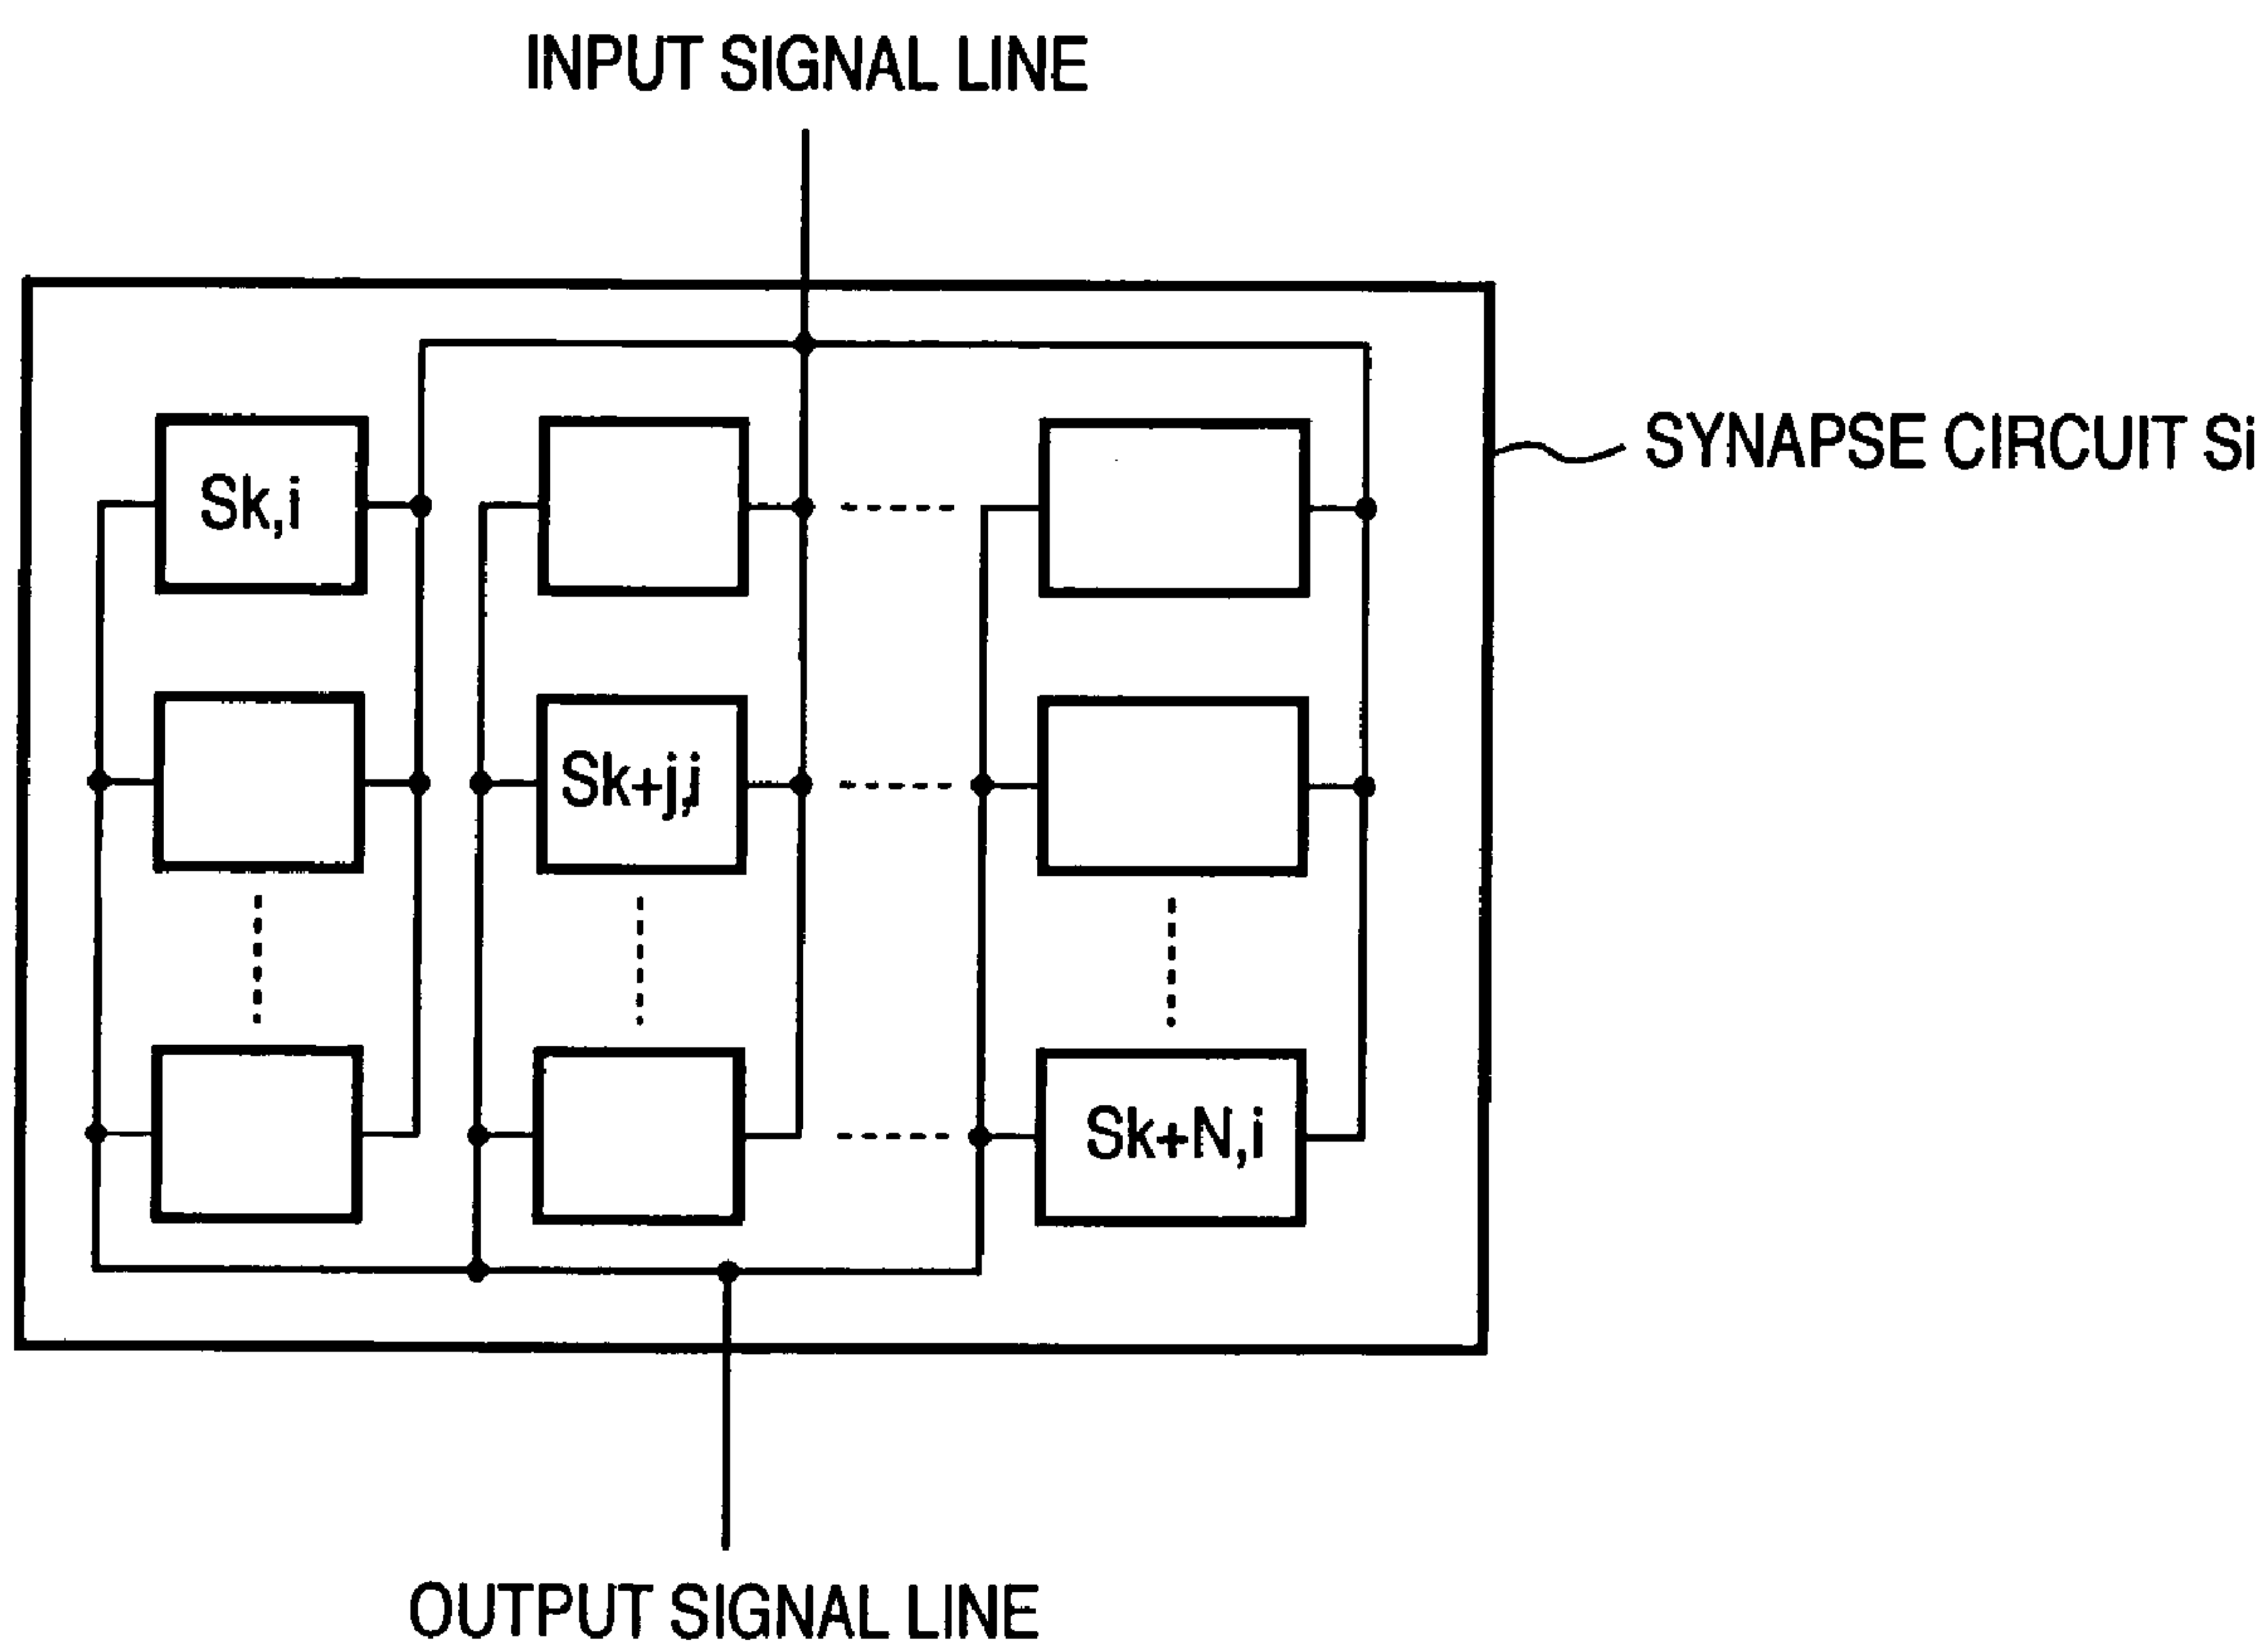 INPUT SIGNAL LINE
SYNAPSE CIRCUIT Si
Sk,i
Sk+j,i
Sk+N,i
OUTPUT SIGNAL LINE